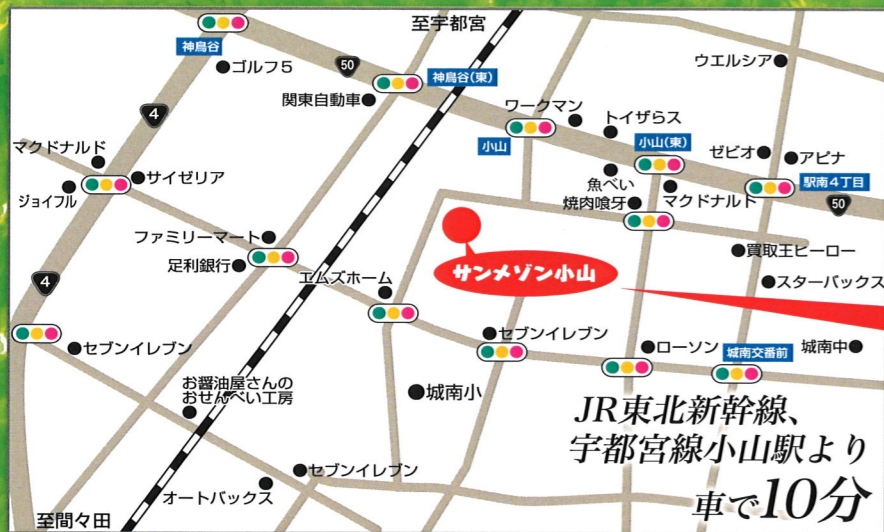 至宇都宮
神鳥谷
ゴルフ5
50
神鳥谷(東)
関東自動車
ウエルシア
4
ワークマン
トイザらス
小山
小山(東)
ゼビオ
アピナ
マクドナルド
サイゼリア
ジョイフル
魚べい
焼肉喰牙
マクドナルド
駅南4丁目
50
ファミリーマート
足利銀行
サンメゾン小山
買取王ヒーロー
エムズホーム
スターバックス
4
セブンイレブン
セブンイレブン
ローソン
城南交番前
城南中
お醤油屋さんの
おせんべい工房
城南小
JR東北新幹線、
宇都宮線小山駅より
車で10分
セブンイレブン
オートバックス
至間々田